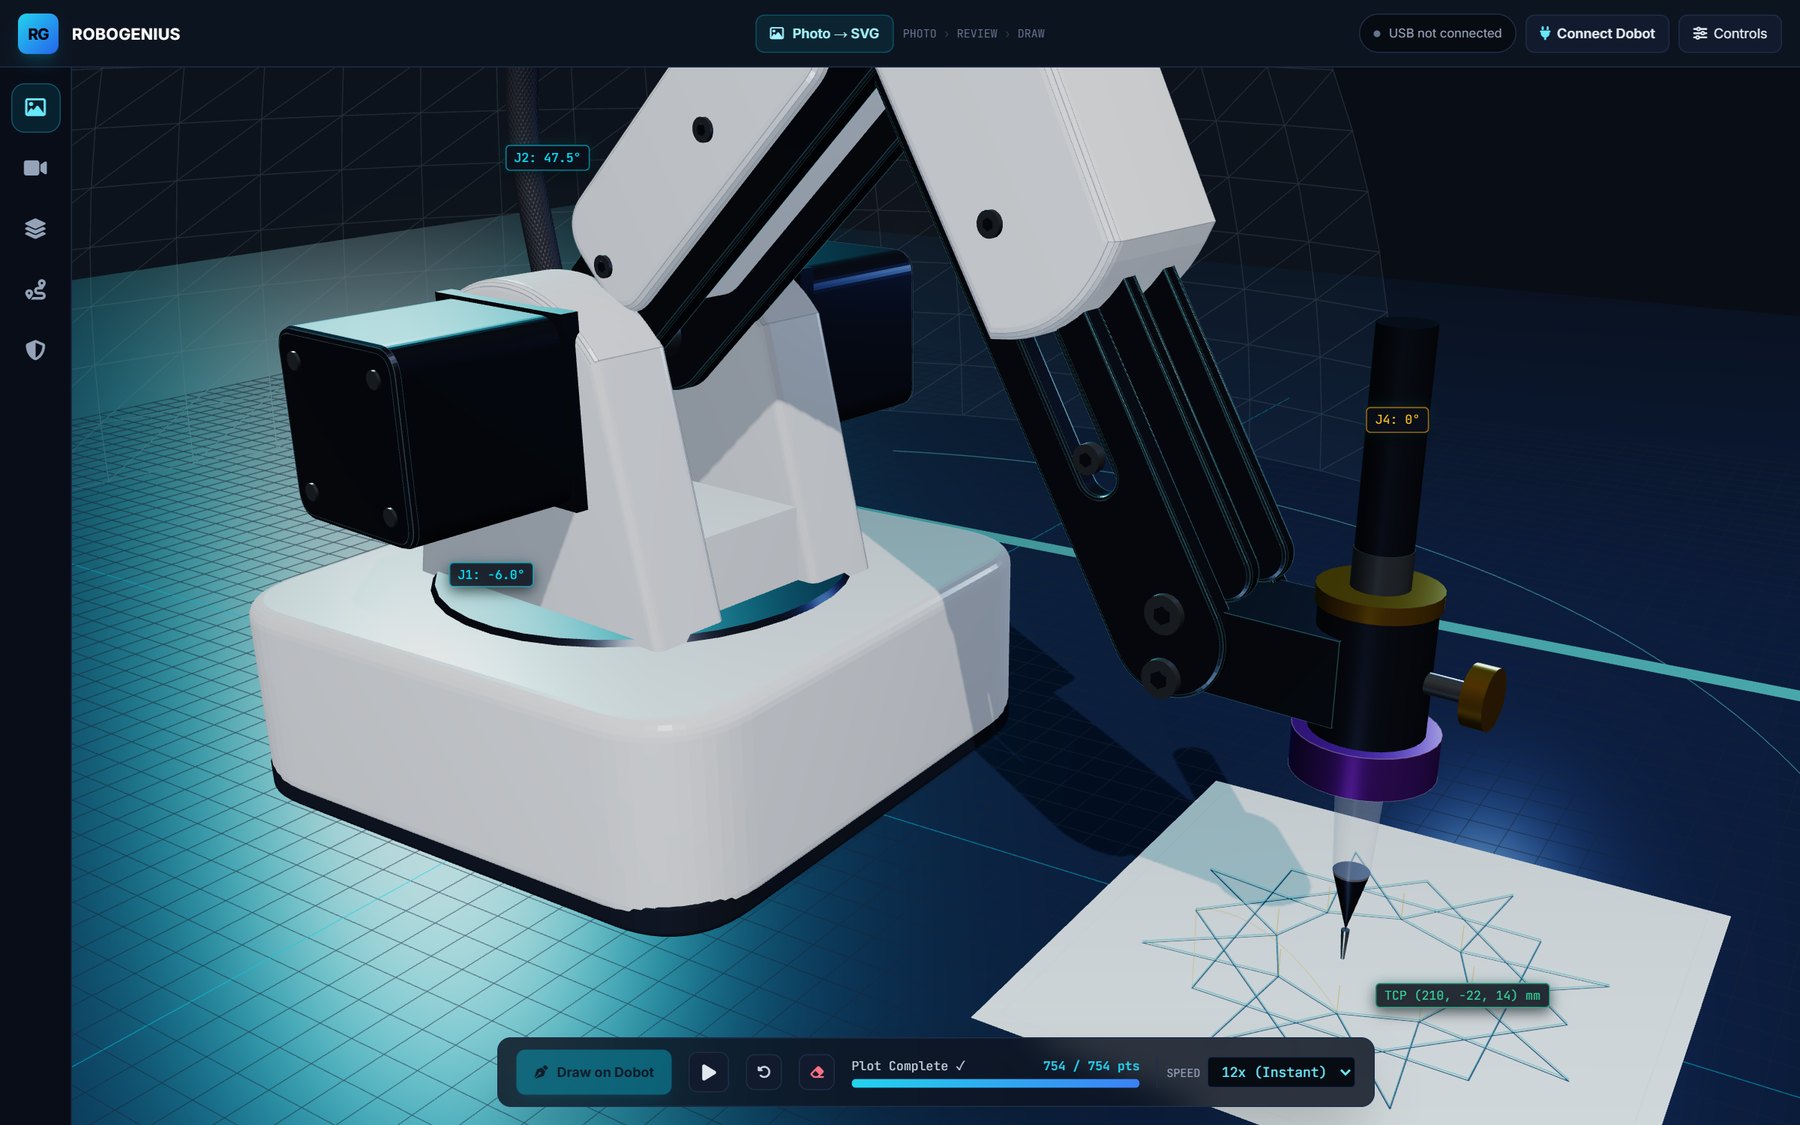 RG ROBOGENIUS
Photo → SVG
PHOTO › REVIEW › DRAW
USB not connected
Connect Dobot
Controls
J2: 47.5°
J4: 0°
J1: -6.0°
TCP (210, -22, 14) mm
Draw on Dobot
Plot Complete ✓ 754 / 754 pts
SPEED 12x (Instant)